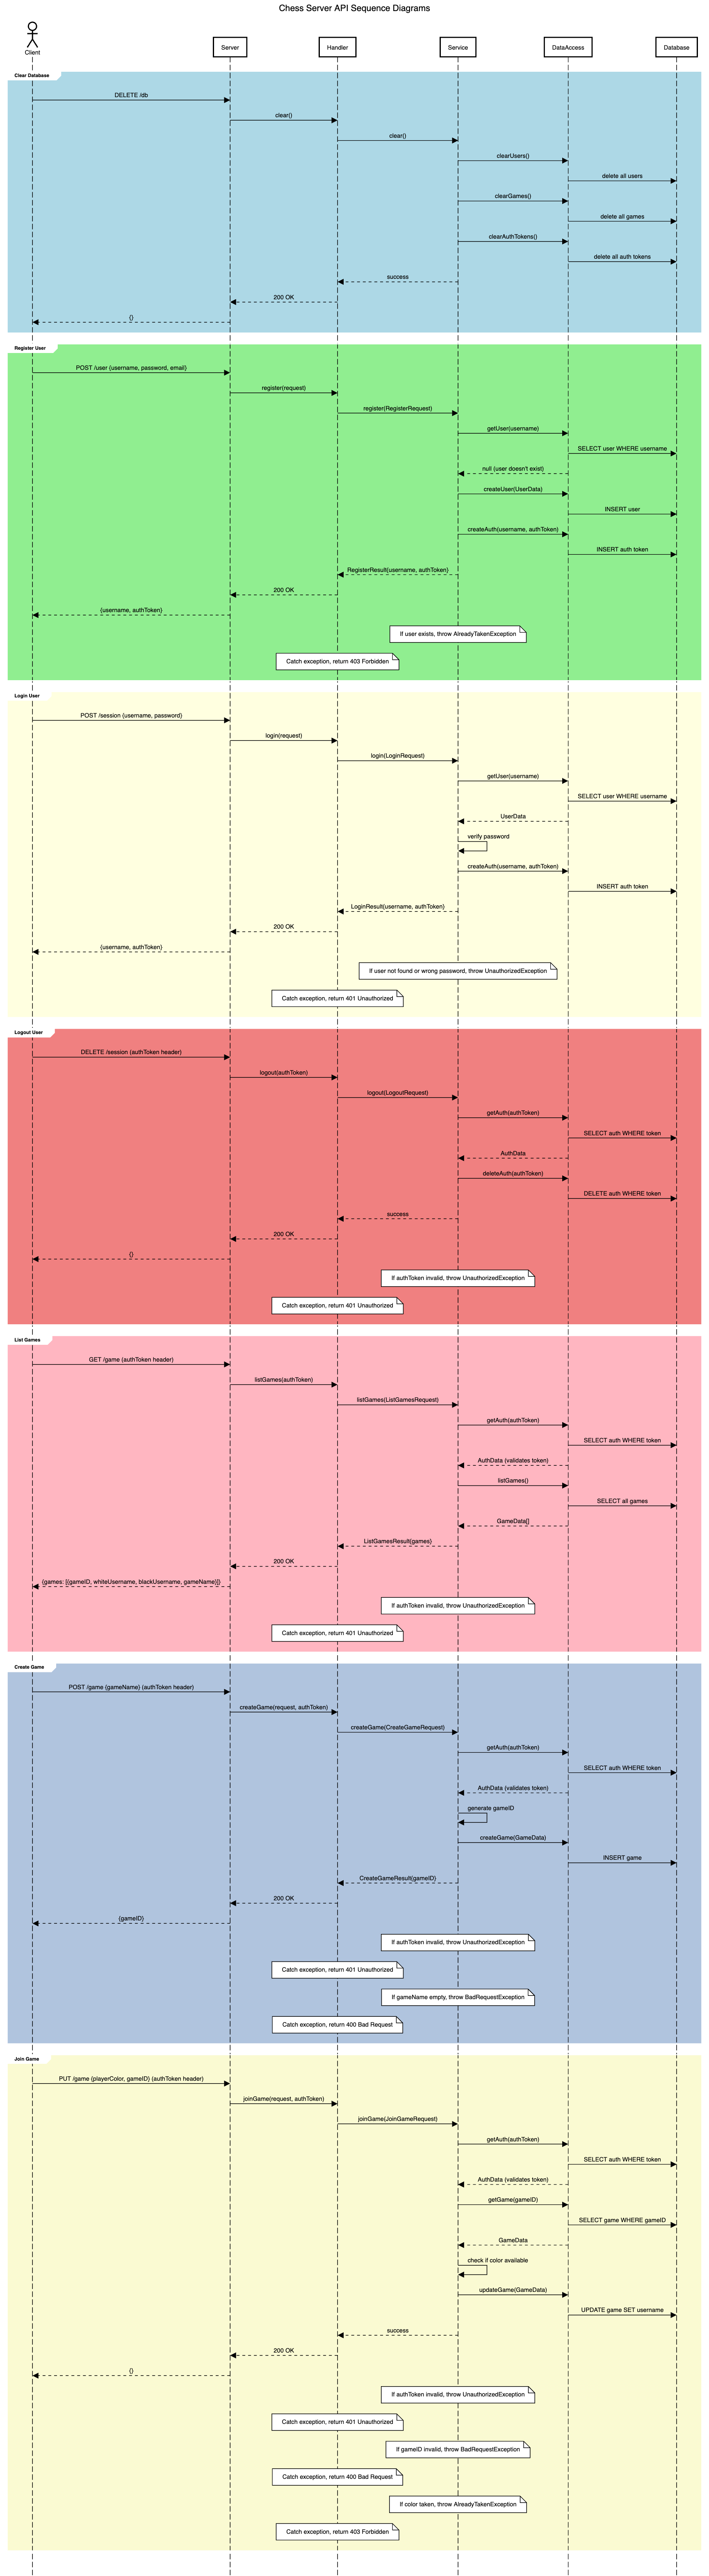 Chess Server API Sequence Diagrams
Client
Server
Handler
Service
DataAccess
Database
Clear Database
DELETE /db
clear()
clear()
clearUsers()
delete all users
clearGames()
delete all games
clearAuthTokens()
delete all auth tokens
success
200 OK
{}
Register User
POST /user {username, password, email}
register(request)
register(RegisterRequest)
getUser(username)
SELECT user WHERE username
null (user doesn't exist)
createUser(UserData)
INSERT user
createAuth(username, authToken)
INSERT auth token
RegisterResult(username, authToken)
200 OK
{username, authToken}
If user exists, throw AlreadyTakenException
Catch exception, return 403 Forbidden
Login User
POST /session {username, password}
login(request)
login(LoginRequest)
getUser(username)
SELECT user WHERE username
UserData
verify password
createAuth(username, authToken)
INSERT auth token
LoginResult(username, authToken)
200 OK
{username, authToken}
If user not found or wrong password, throw UnauthorizedException
Catch exception, return 401 Unauthorized
Logout User
DELETE /session (authToken header)
logout(authToken)
logout(LogoutRequest)
getAuth(authToken)
SELECT auth WHERE token
AuthData
deleteAuth(authToken)
DELETE auth WHERE token
success
200 OK
{}
If authToken invalid, throw UnauthorizedException
Catch exception, return 401 Unauthorized
List Games
GET /game (authToken header)
listGames(authToken)
listGames(ListGamesRequest)
getAuth(authToken)
SELECT auth WHERE token
AuthData (validates token)
listGames()
SELECT all games
GameData[]
ListGamesResult(games)
200 OK
{games: [{gameID, whiteUsername, blackUsername, gameName}]}
If authToken invalid, throw UnauthorizedException
Catch exception, return 401 Unauthorized
Create Game
POST /game {gameName} (authToken header)
createGame(request, authToken)
createGame(CreateGameRequest)
getAuth(authToken)
SELECT auth WHERE token
AuthData (validates token)
generate gameID
createGame(GameData)
INSERT game
CreateGameResult(gameID)
200 OK
{gameID}
If authToken invalid, throw UnauthorizedException
Catch exception, return 401 Unauthorized
If gameName empty, throw BadRequestException
Catch exception, return 400 Bad Request
Join Game
PUT /game {playerColor, gameID} (authToken header)
joinGame(request, authToken)
joinGame(JoinGameRequest)
getAuth(authToken)
SELECT auth WHERE token
AuthData (validates token)
getGame(gameID)
SELECT game WHERE gameID
GameData
check if color available
updateGame(GameData)
UPDATE game SET username
success
200 OK
{}
If authToken invalid, throw UnauthorizedException
Catch exception, return 401 Unauthorized
If gameID invalid, throw BadRequestException
Catch exception, return 400 Bad Request
If color taken, throw AlreadyTakenException
Catch exception, return 403 Forbidden